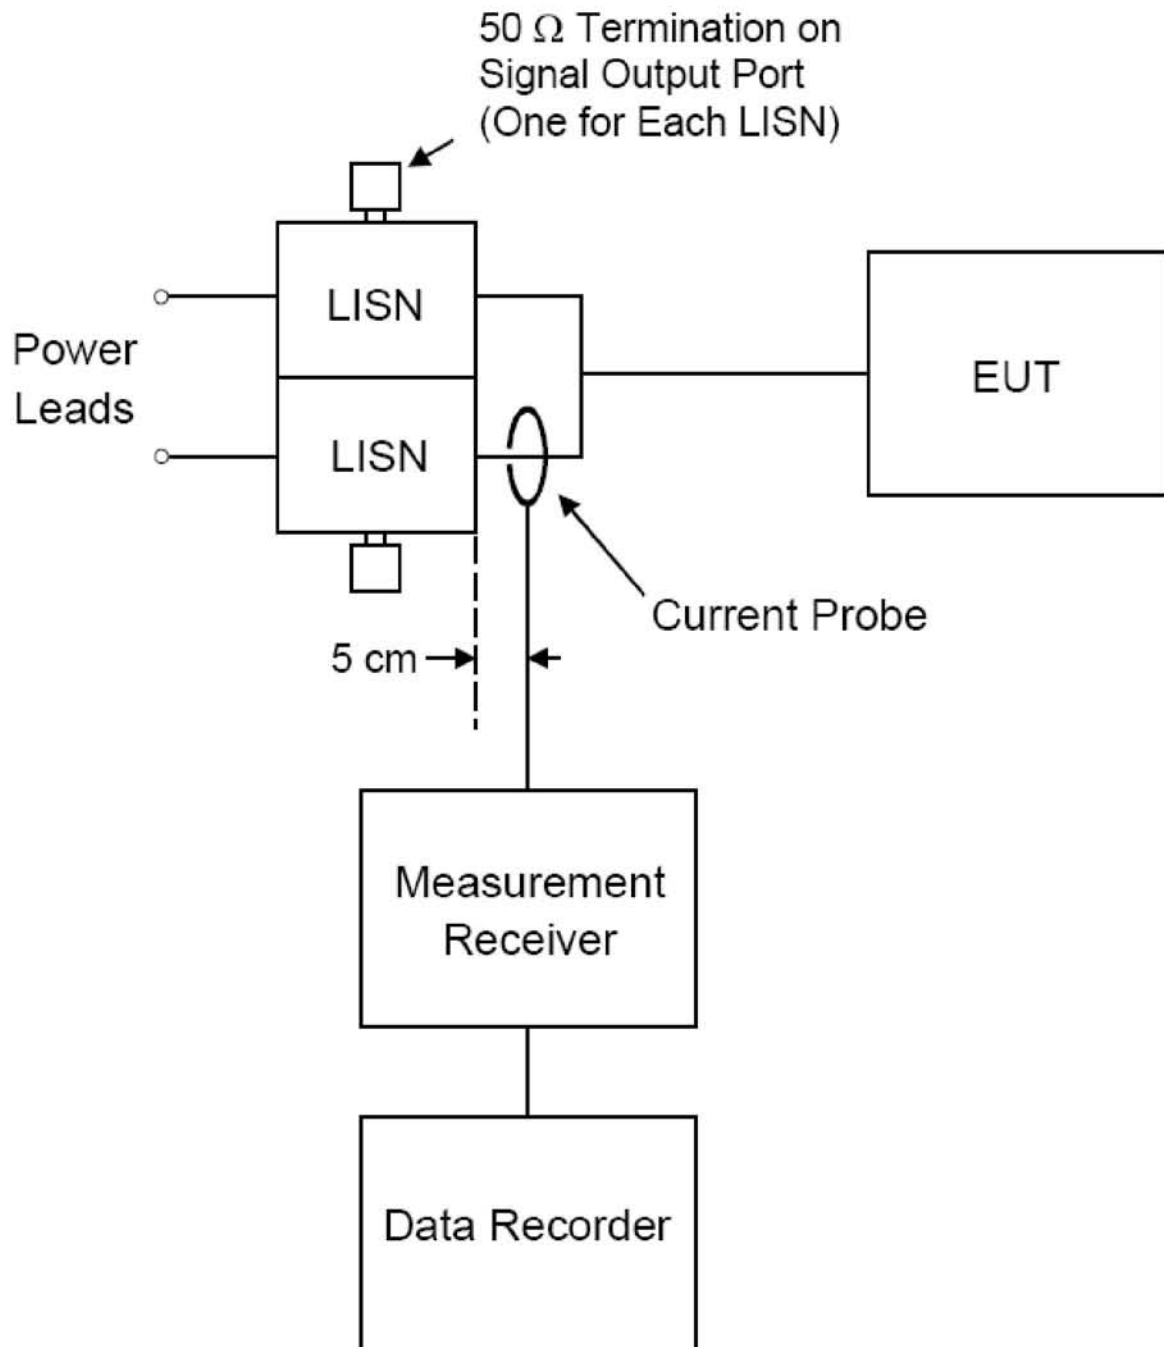 50 Ω Termination on
Signal Output Port
(One for Each LISN)
LISN
Power
Leads
LISN
EUT
Current Probe
5 cm
Measurement
Receiver
Data Recorder